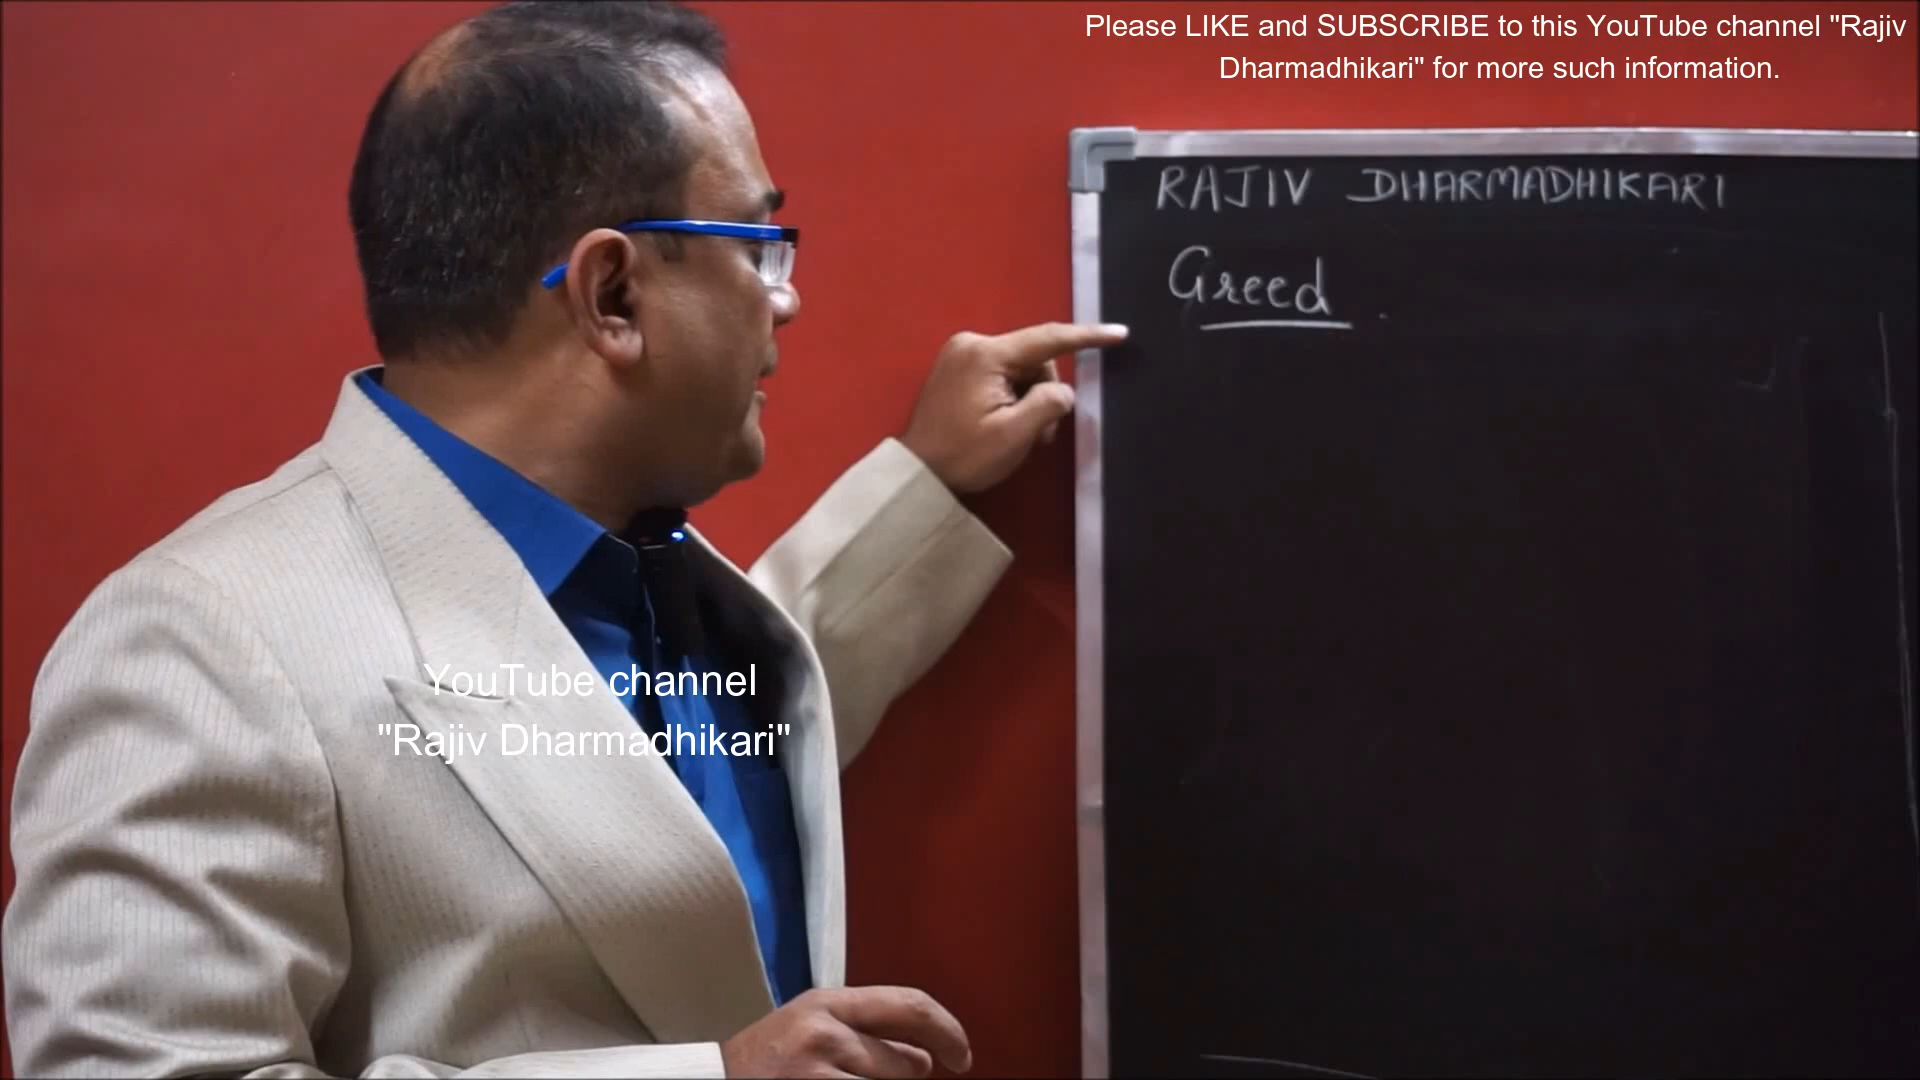 Please LIKE and SUBSCRIBE to this YouTube channel "Rajiv
Dharmadhikari" for more such information.
RAJIV DHARMADHIKARI
Greed
YouTube channel
"Rajiv Dharmadhikari"